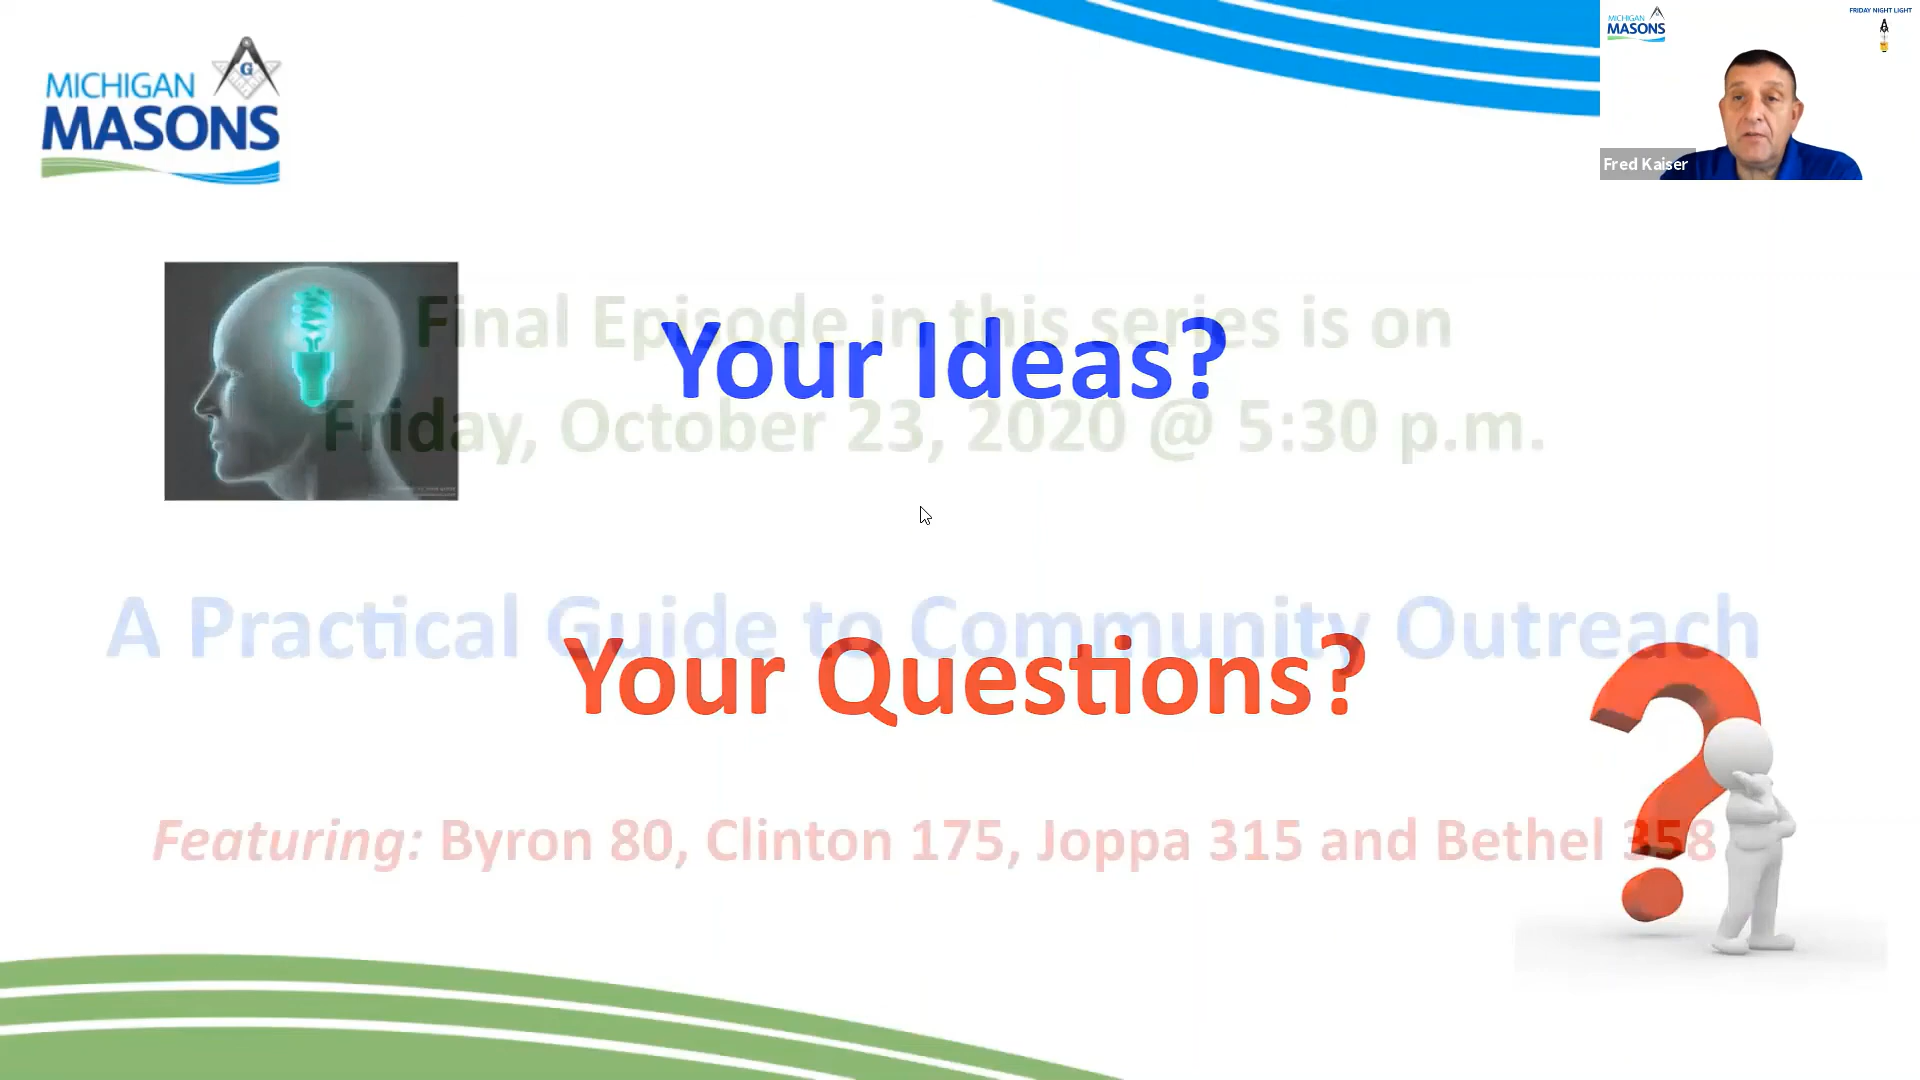 MICHIGAN
MASONS
G
MICHIGAN
MASONS
FRIDAY NIGHT LIGHT
Fred Kaiser
Final Episode in this series is on
Your Ideas?
Friday, October 23, 2020 @ 5:30 p.m.
A Practical Guide to Community Outreach
Your Questions?
Featuring: Byron 80, Clinton 175, Joppa 315 and Bethel 358